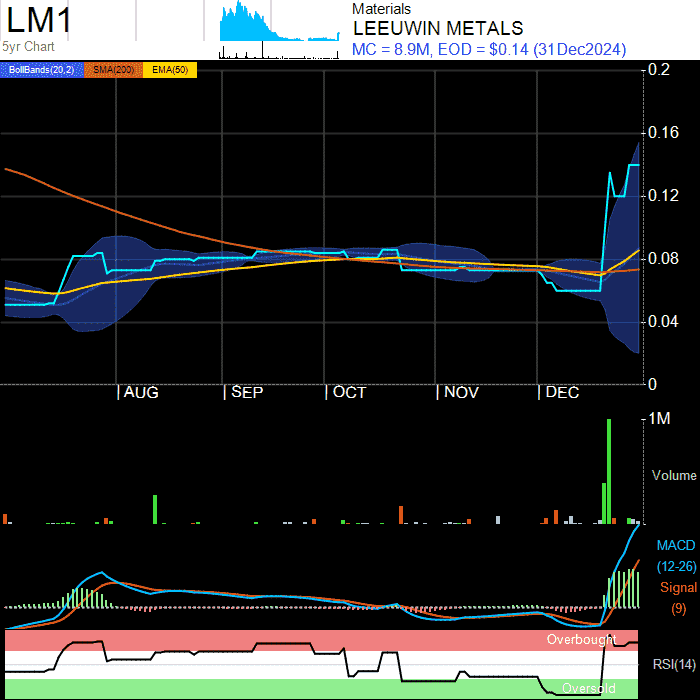 LM1
5yr Chart
Materials
LEEUWIN METALS
MC = 8.9M, EOD = $0.14 (31Dec2024)
BollBands(20,2) SMA(200) EMA(50)
0.2
0.16
0.12
0.08
0.04
0
AUG SEP OCT NOV DEC
1M
Volume
MACD
(12-26)
Signal
(9)
Overbought
RSI(14)
Oversold